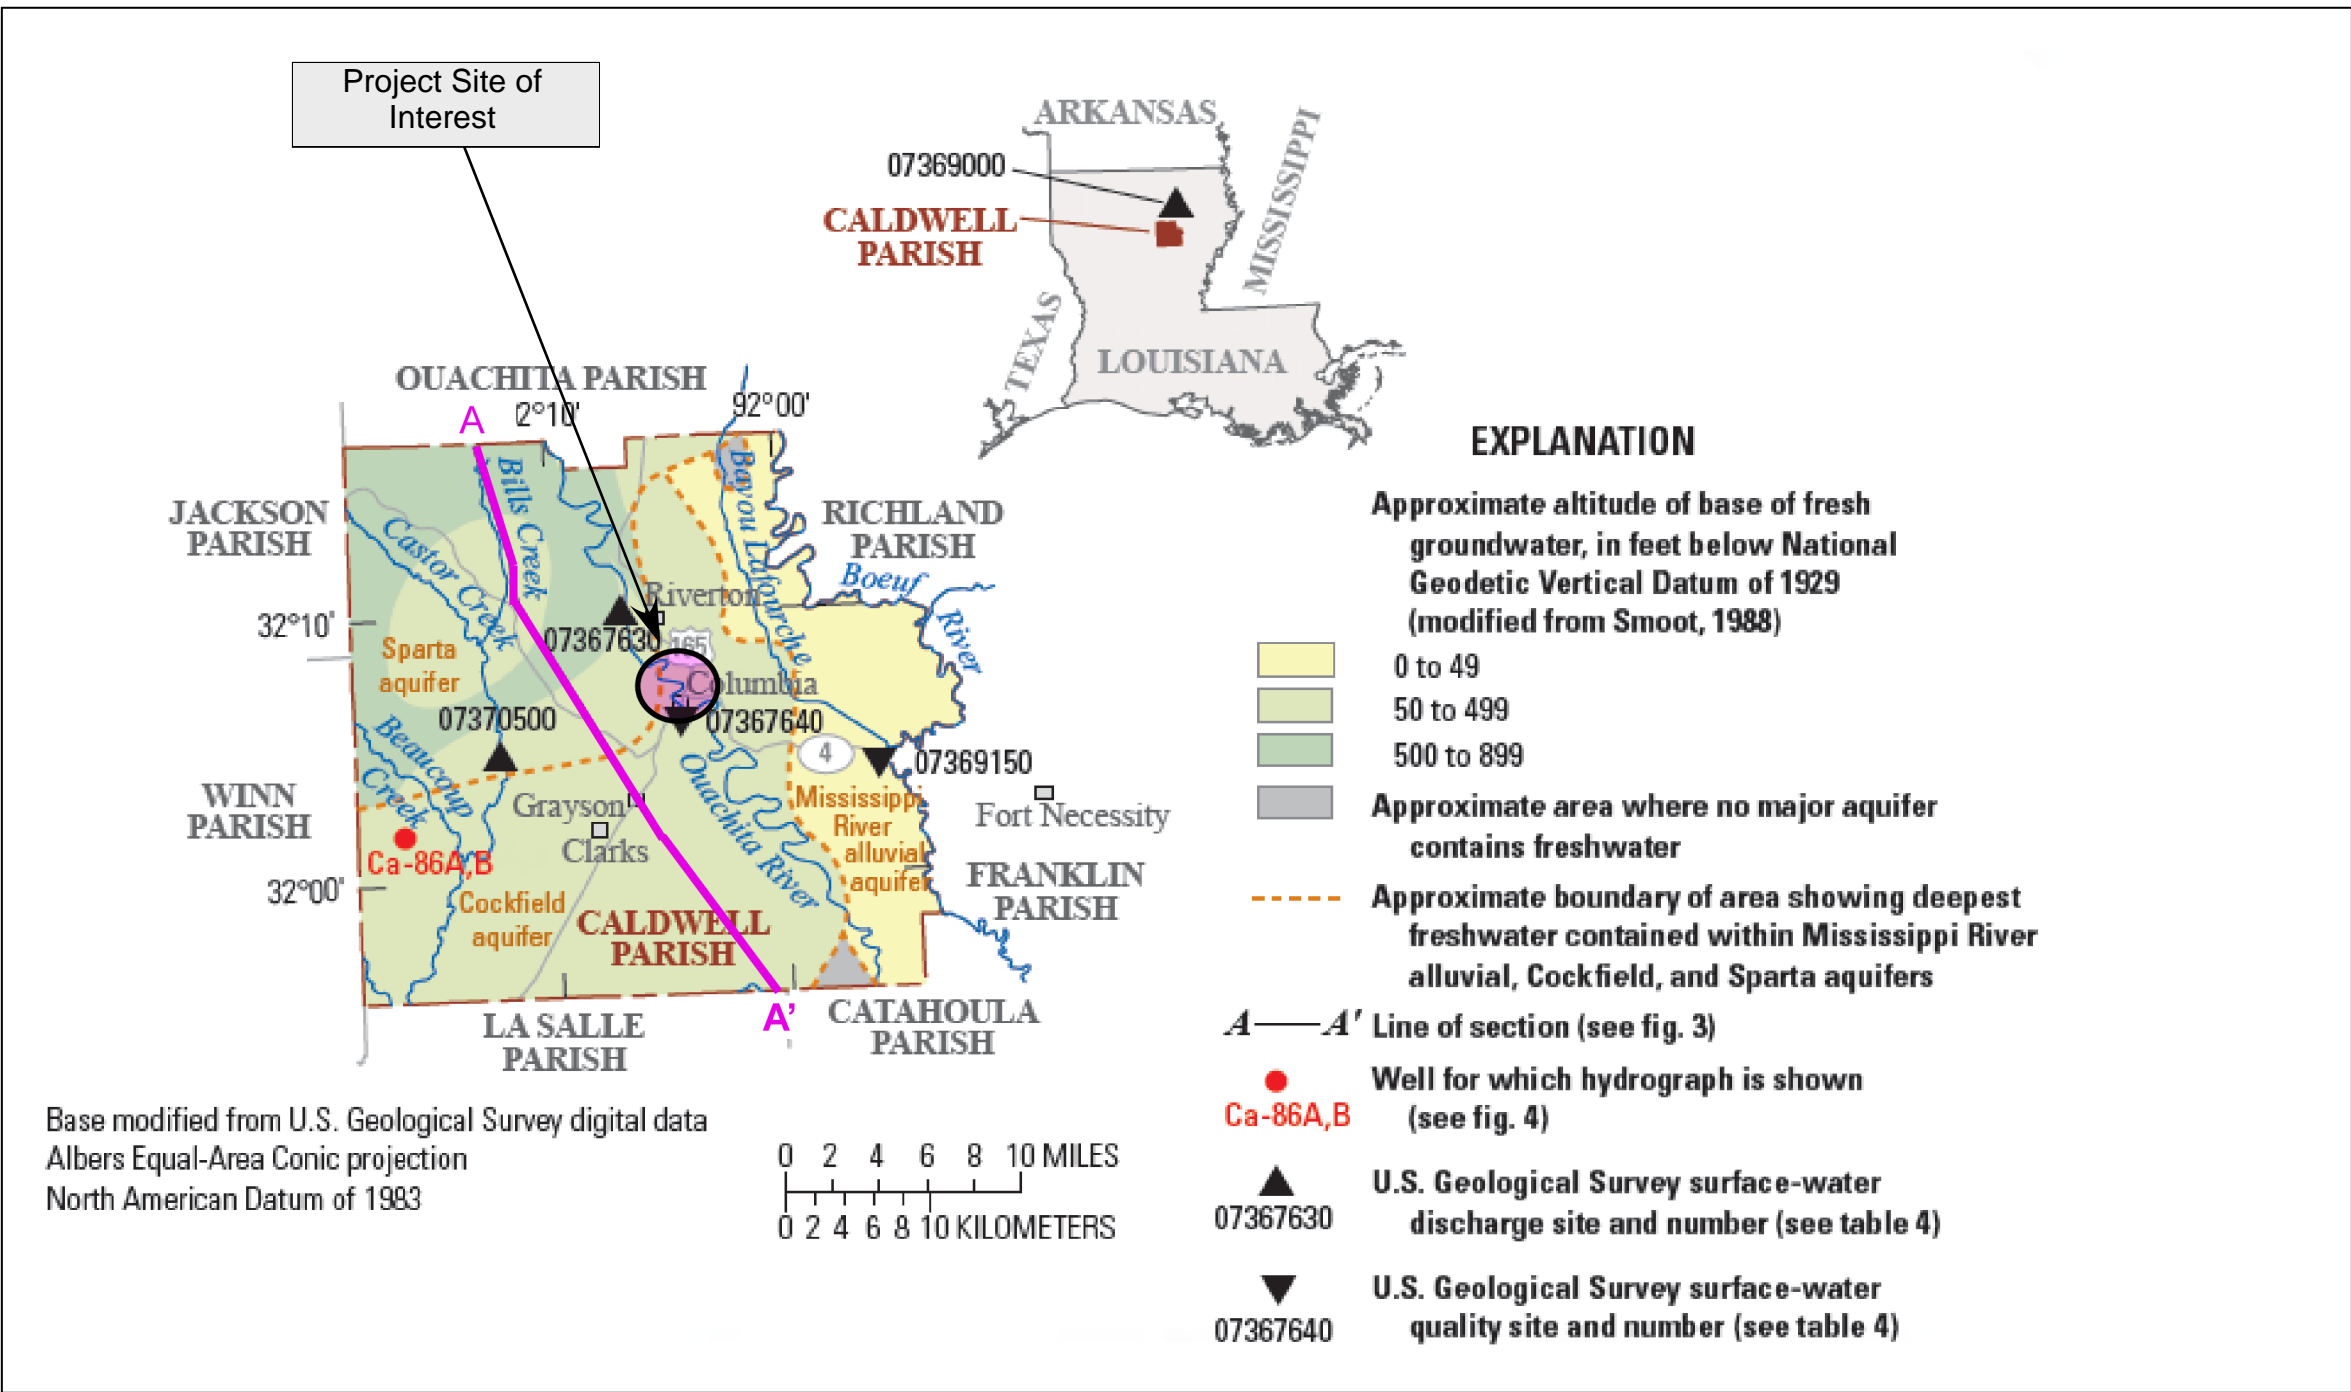 Project Site of
Interest
ARKANSAS
MISSISSIPPI
07369000
CALDWELL
PARISH
TEXAS
LOUISIANA
OUACHITA PARISH
A
2°10'
92°00'
Bills Creek
Bayou Lafourche
JACKSON
PARISH
Castor Creek
RICHLAND
PARISH
Boeuf
River
Riverton
32°10'
07367630
165
Sparta
aquifer
Columbia
07370500
07367640
Beaucoup
Creek
4
07369150
WINN
PARISH
Grayson
Clarks
Ouachita River
Mississippi
River
alluvial
aquifer
Fort Necessity
Ca-86A,B
32°00'
FRANKLIN
PARISH
Cockfield
aquifer
CALDWELL
PARISH
A'
LA SALLE
PARISH
CATAHOULA
PARISH
Base modified from U.S. Geological Survey digital data
Albers Equal-Area Conic projection
North American Datum of 1983
0 2 4 6 8 10 MILES
0 2 4 6 8 10 KILOMETERS
EXPLANATION
Approximate altitude of base of fresh
groundwater, in feet below National
Geodetic Vertical Datum of 1929
(modified from Smoot, 1988)
0 to 49
50 to 499
500 to 899
Approximate area where no major aquifer
contains freshwater
Approximate boundary of area showing deepest
freshwater contained within Mississippi River
alluvial, Cockfield, and Sparta aquifers
A A' Line of section (see fig. 3)
Well for which hydrograph is shown
Ca-86A,B (see fig. 4)
U.S. Geological Survey surface-water
07367630 discharge site and number (see table 4)
U.S. Geological Survey surface-water
07367640 quality site and number (see table 4)